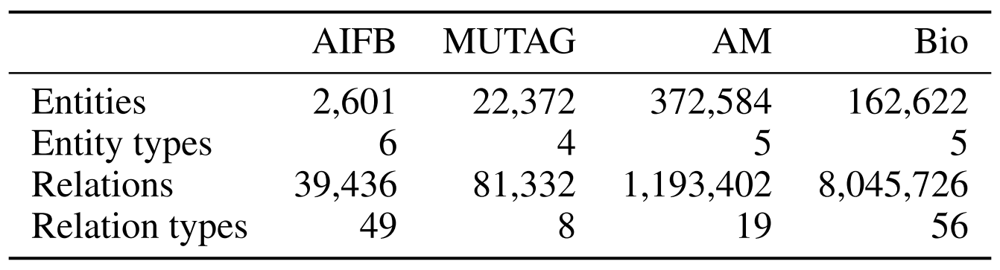 AIFB MUTAG AM Bio
Entities 2,601 22,372 372,584 162,622
Entity types 6 4 5 5
Relations 39,436 81,332 1,193,402 8,045,726
Relation types 49 8 19 56